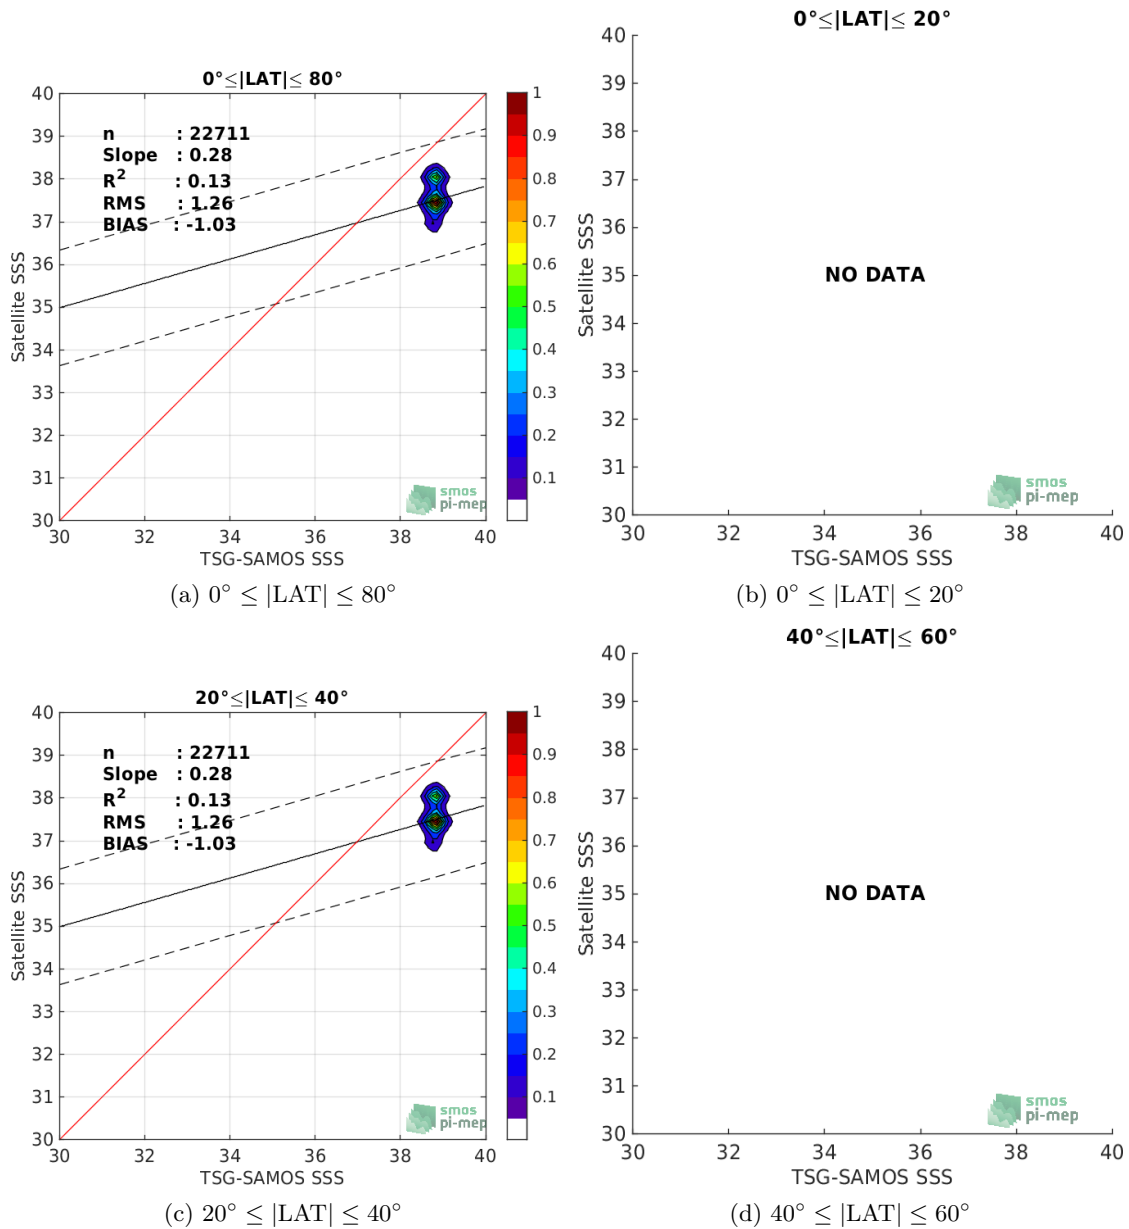 0°≤|LAT|≤ 80°
40
39
38
37
36
35
34
33
32
31
30
Satellite SSS
n : 22711
Slope : 0.28
R² : 0.13
RMS : 1.26
BIAS : -1.03
1
0.9
0.8
0.7
0.6
0.5
0.4
0.3
0.2
0.1
smos
pi-mep
30 32 34 36 38 40
TSG-SAMOS SSS
(a) 0° ≤ |LAT| ≤ 80°
0°≤|LAT|≤ 20°
40
39
38
37
36
35
34
33
32
31
30
Satellite SSS
NO DATA
smos
pi-mep
30 32 34 36 38 40
TSG-SAMOS SSS
(b) 0° ≤ |LAT| ≤ 20°
20°≤|LAT|≤ 40°
40
39
38
37
36
35
34
33
32
31
30
Satellite SSS
n : 22711
Slope : 0.28
R² : 0.13
RMS : 1.26
BIAS : -1.03
1
0.9
0.8
0.7
0.6
0.5
0.4
0.3
0.2
0.1
smos
pi-mep
30 32 34 36 38 40
TSG-SAMOS SSS
(c) 20° ≤ |LAT| ≤ 40°
40°≤|LAT|≤ 60°
40
39
38
37
36
35
34
33
32
31
30
Satellite SSS
NO DATA
smos
pi-mep
30 32 34 36 38 40
TSG-SAMOS SSS
(d) 40° ≤ |LAT| ≤ 60°